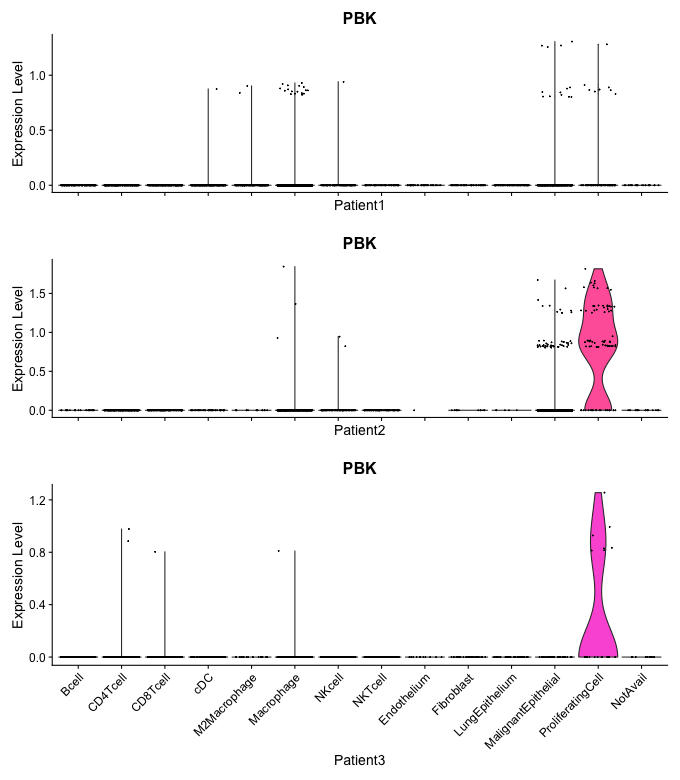 PBK
Expression Level
1.0
0.5
0.0
Patient1
PBK
Expression Level
1.5
1.0
0.5
0.0
Patient2
PBK
Expression Level
1.2
0.8
0.4
0.0
Bcell
CD4Tcell
CD8Tcell
cDC
M2Macrophage
Macrophage
NKcell
NKTcell
Endothelium
Fibroblast
LungEpithelium
MalignantEpithelial
ProliferatingCell
NotAvail
Patient3